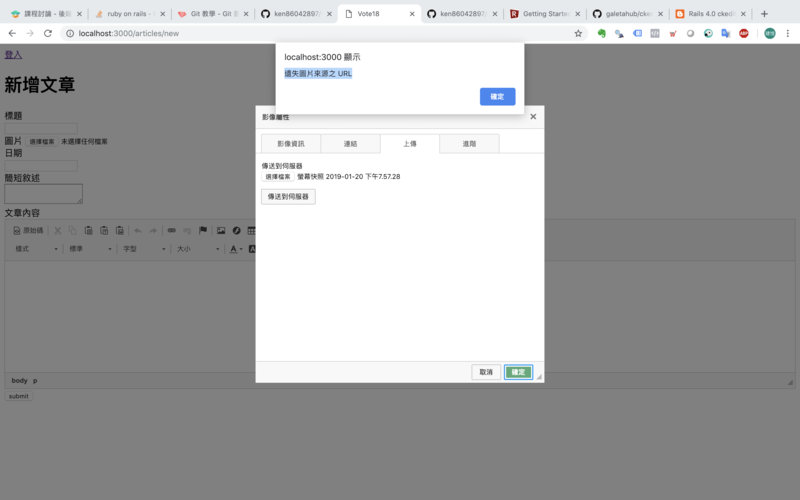 課程討論 - 後端
ruby on rails -
Git 教學 - Git
ken860428979
Vote18
ken860428979
Getting Started
galetahub/cke
Rails 4.0 ckedi
localhost:3000/articles/new
登入
新增文章
標題
圖片 選擇檔案 未選擇任何檔案
日期
簡短敘述
文章內容
原始碼
樣式 標準 字型 大小
body p
submit
localhost:3000 顯示
遺失圖片來源之 URL
確定
影像屬性
影像資訊 連結 上傳 進階
傳送到伺服器
選擇檔案 螢幕快照 2019-01-20 下午7.57.28
傳送到伺服器
取消 確定